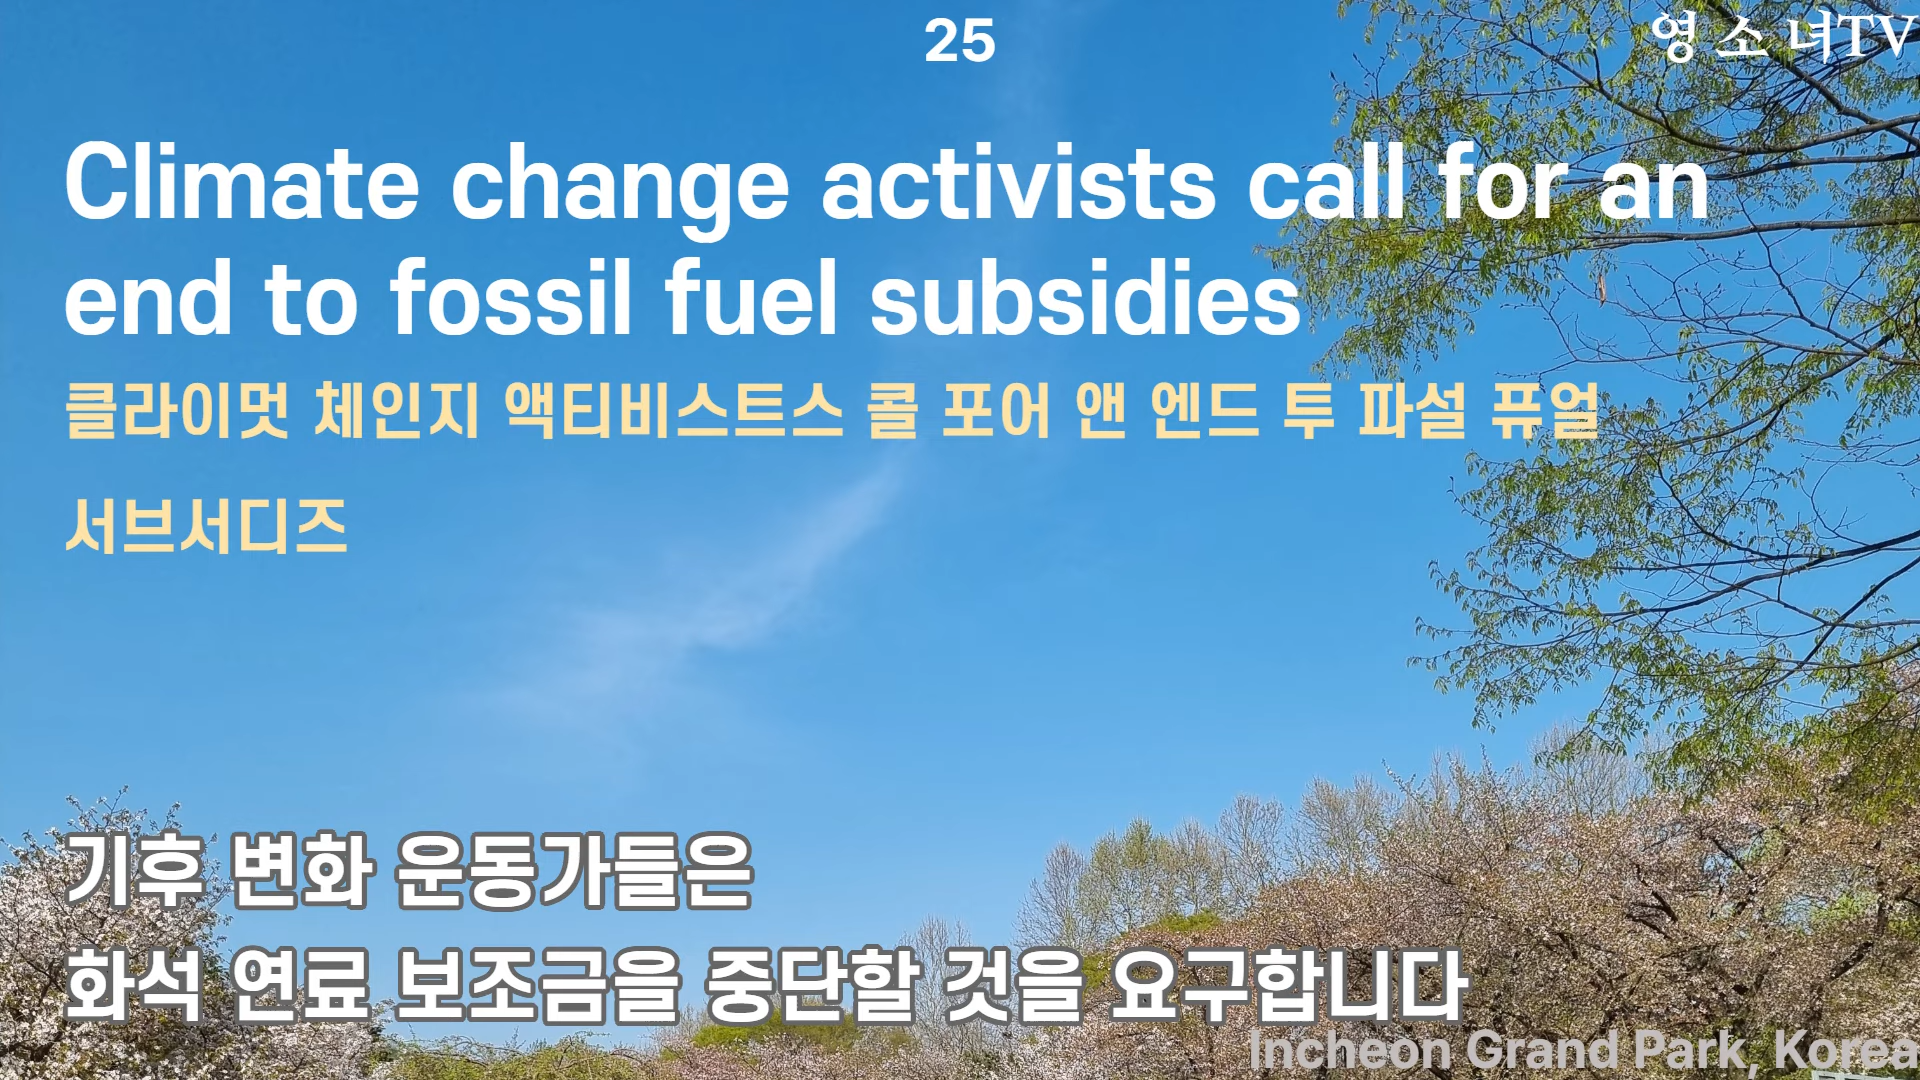 25
영 소 녀TV
Climate change activists call for an
end to fossil fuel subsidies
클라이멋 체인지 액티비스트스 콜 포어 앤 엔드 투 파설 퓨얼
서브서디즈
기후 변화 운동가들은
화석 연료 보조금을 중단할 것을 요구합니다
Incheon Grand Park, Korea